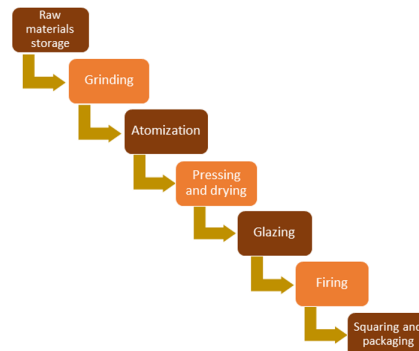 Raw
materials
storage
Grinding
Atomization
Pressing
and drying
Glazing
Firing
Squaring and
packaging